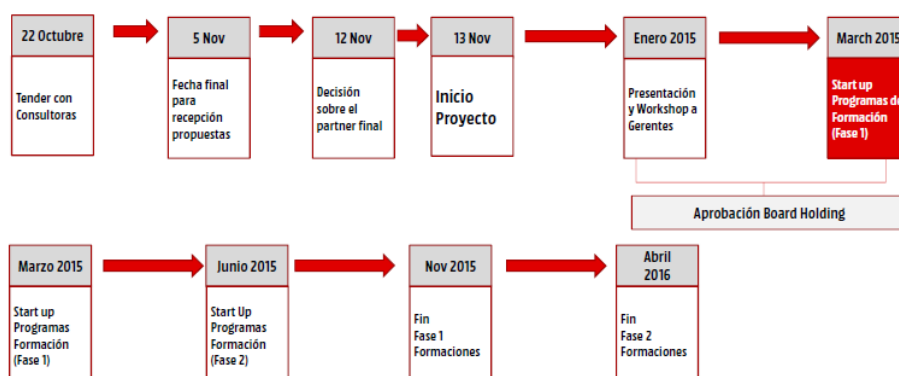 22 Octubre
Tender con
Consultoras
5 Nov
Fecha final
para
recepción
propuestas
12 Nov
Decisión
sobre el
partner final
13 Nov
Inicio
Proyecto
Enero 2015
Presentación
y Workshop a
Gerentes
March 2015
Start up
Programas de
Formación
(Fase 1)
Aprobación Board Holding
Marzo 2015
Start up
Programas
Formación
(Fase 1)
Junio 2015
Start Up
Programas
Formación
(Fase 2)
Nov 2015
Fin
Fase 1
Formaciones
Abril
2016
Fin
Fase 2
Formaciones